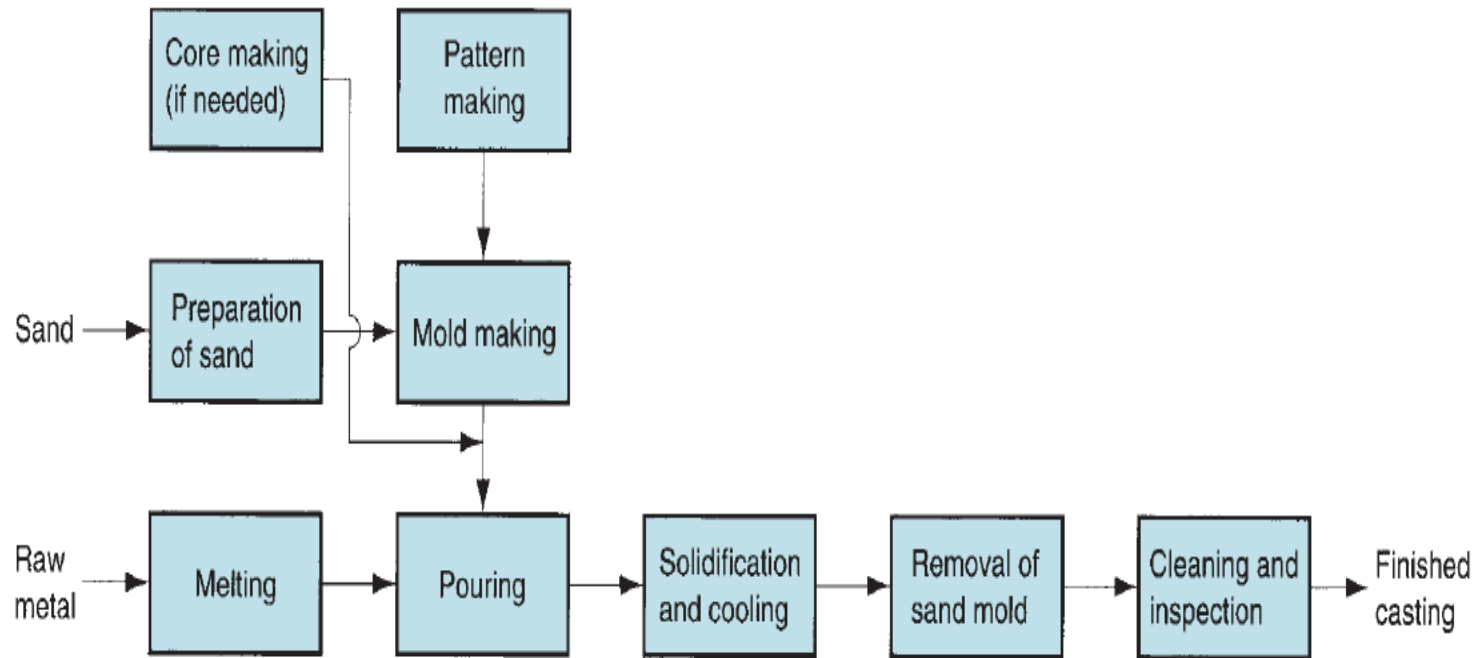 Core making
(if needed)
Pattern
making
Sand
Preparation
of sand
Mold making
Raw
metal
Melting
Pouring
Solidification
and cooling
Removal of
sand mold
Cleaning and
inspection
Finished
casting